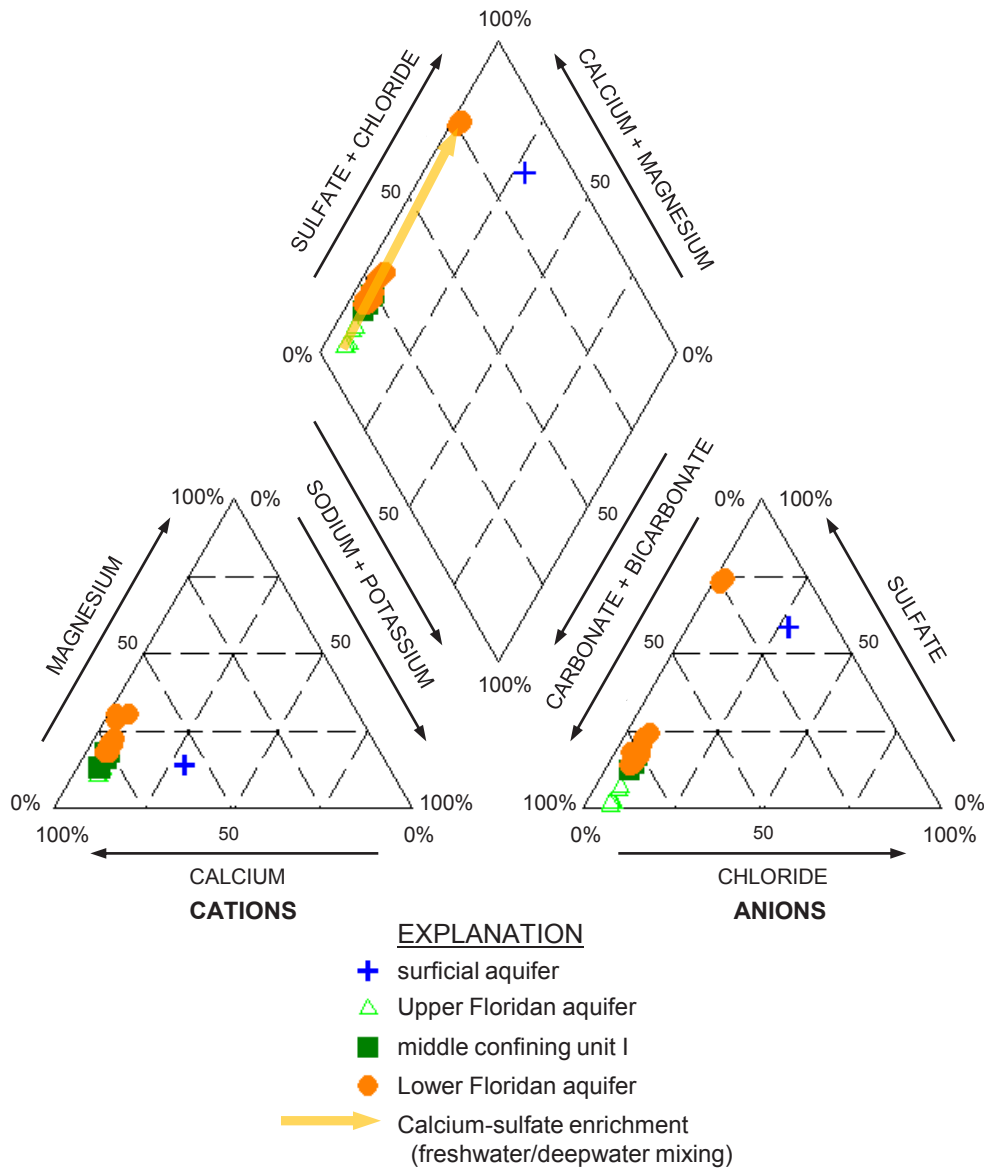 100%
SULFATE + CHLORIDE
CALCIUM + MAGNESIUM
50
50
0%
0%
SODIUM + POTASSIUM
CARBONATE + BICARBONATE
50
50
100%
100%
0%
MAGNESIUM
50
50
0%
100%
100%
50
0%
CALCIUM
CATIONS
0%
100%
SULFATE
50
50
100%
0%
0%
50
100%
CHLORIDE
ANIONS
EXPLANATION
surficial aquifer
Upper Floridan aquifer
middle confining unit I
Lower Floridan aquifer
Calcium-sulfate enrichment
(freshwater/deepwater mixing)